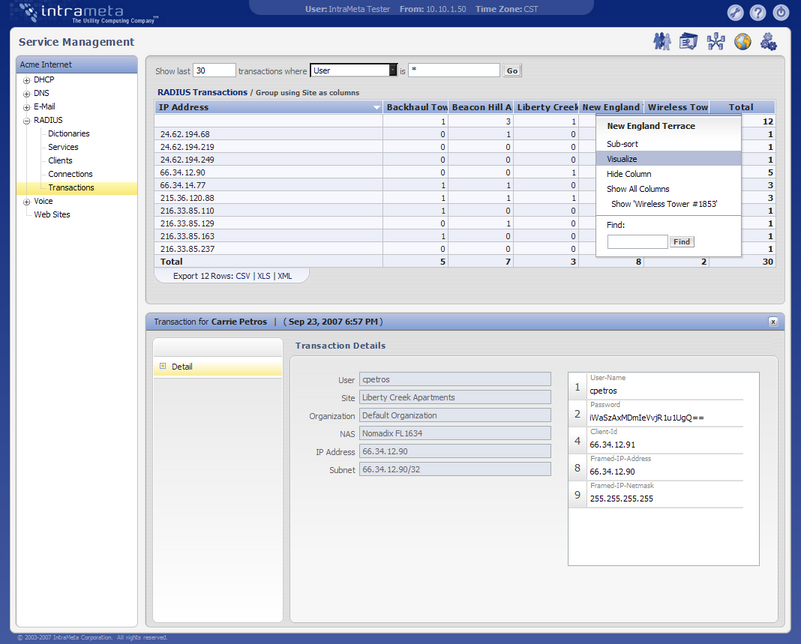 intrameta
The Utility Computing Company™
User: IntraMeta Tester From: 10.10.1.50 Time Zone: CST
Service Management
Acme Internet
DHCP
DNS
E-Mail
RADIUS
Dictionaries
Services
Clients
Connections
Transactions
Voice
Web Sites
Show last 30 transactions where User is * Go
RADIUS Transactions / Group using Site as columns
IP Address Backhaul Tow Beacon Hill A Liberty Creek New England Wireless Tow Total
1 3 1 12
24.62.194.68 0 1 0 1
24.62.194.219 0 0 0 1
24.62.194.249 0 0 0 1
66.34.12.90 0 0 1 5
66.34.14.77 0 1 1 3
215.36.120.88 1 1 0 3
216.33.85.110 1 0 0 1
216.33.85.129 0 1 0 1
216.33.85.163 1 0 0 1
216.33.85.237 0 0 0 1
Total 5 7 3 8 2 30
New England Terrace
Sub-sort
Visualize
Hide Column
Show All Columns
Show 'Wireless Tower #1853'
Find:
Find
Export 12 Rows: CSV | XLS | XML
Transaction for Carrie Petros | ( Sep 23, 2007 6:57 PM ) x
Detail
Transaction Details
User cpetros
Site Liberty Creek Apartments
Organization Default Organization
NAS Nomadix FL1634
IP Address 66.34.12.90
Subnet 66.34.12.90/32
1 User-Name
cpetros
2 Password
iWaSzAxMDmIeVvjR1u1UgQ==
4 Client-Id
66.34.12.91
8 Framed-IP-Address
66.34.12.90
9 Framed-IP-Netmask
255.255.255.255
© 2003-2007 IntraMeta Corporation. All rights reserved.